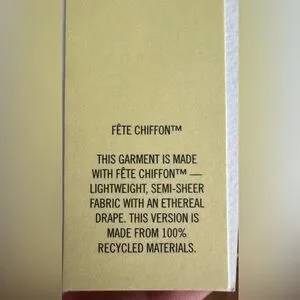 FÊTE CHIFFON™
THIS GARMENT IS MADE
WITH FÊTE CHIFFON™ —
LIGHTWEIGHT, SEMI-SHEER
FABRIC WITH AN ETHEREAL
DRAPE. THIS VERSION IS
MADE FROM 100%
RECYCLED MATERIALS.